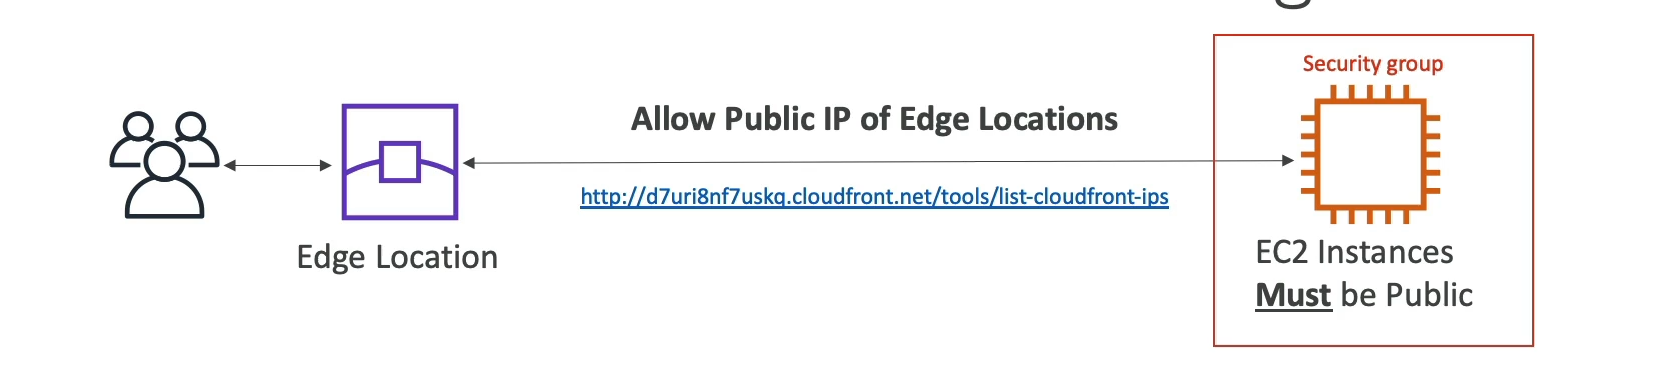 Security group
Allow Public IP of Edge Locations
http://d7uri8nf7uskq.cloudfront.net/tools/list-cloudfront-ips
Edge Location
EC2 Instances
Must be Public